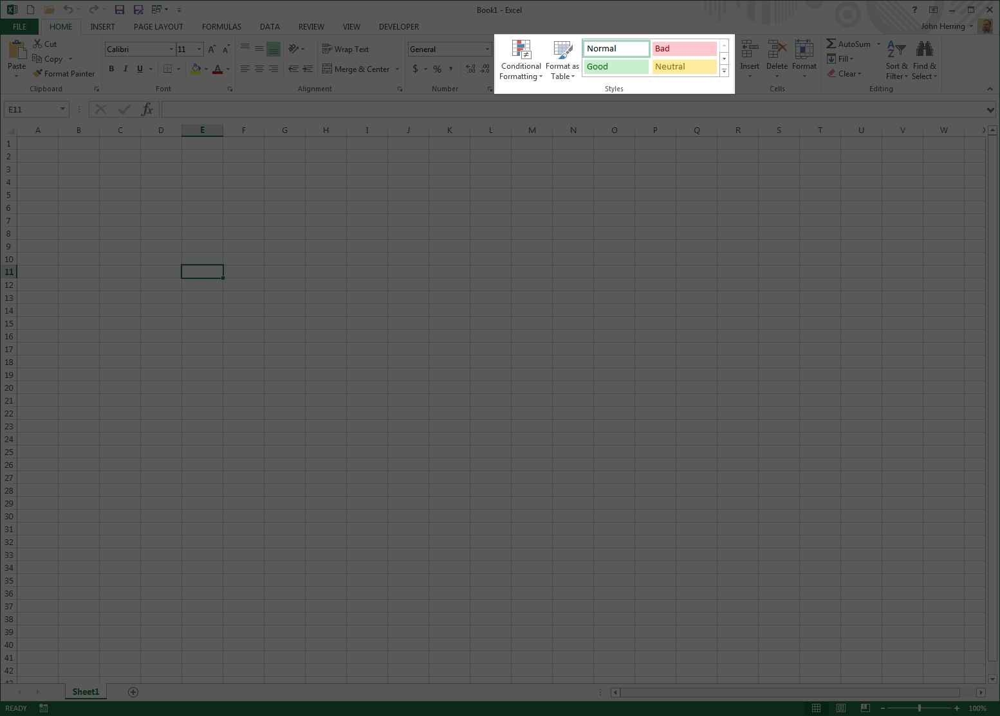 Book1 - Excel
?
FILE HOME INSERT PAGE LAYOUT FORMULAS DATA REVIEW VIEW DEVELOPER
John Herring
Paste
Cut
Copy
Format Painter
Clipboard
Calibri 11
B I U
Font
Wrap Text
Merge & Center
Alignment
General
$ % ,
Number
Conditional Formatting
Format as Table
Normal Bad
Good Neutral
Styles
Insert Delete Format
Cells
AutoSum
Fill
Clear
Sort & Filter
Find & Select
Editing
E11
fx
A B C D E F G H I J K L M N O P Q R S T U V W X
1
2
3
4
5
6
7
8
9
10
11
12
13
14
15
16
17
18
19
20
21
22
23
24
25
26
27
28
29
30
31
32
33
34
35
36
37
38
39
40
41
42
43
Sheet1
READY
100%